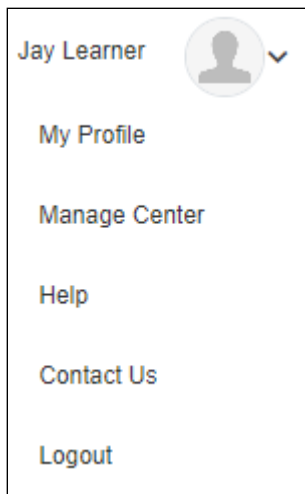 Jay Learner
My Profile
Manage Center
Help
Contact Us
Logout